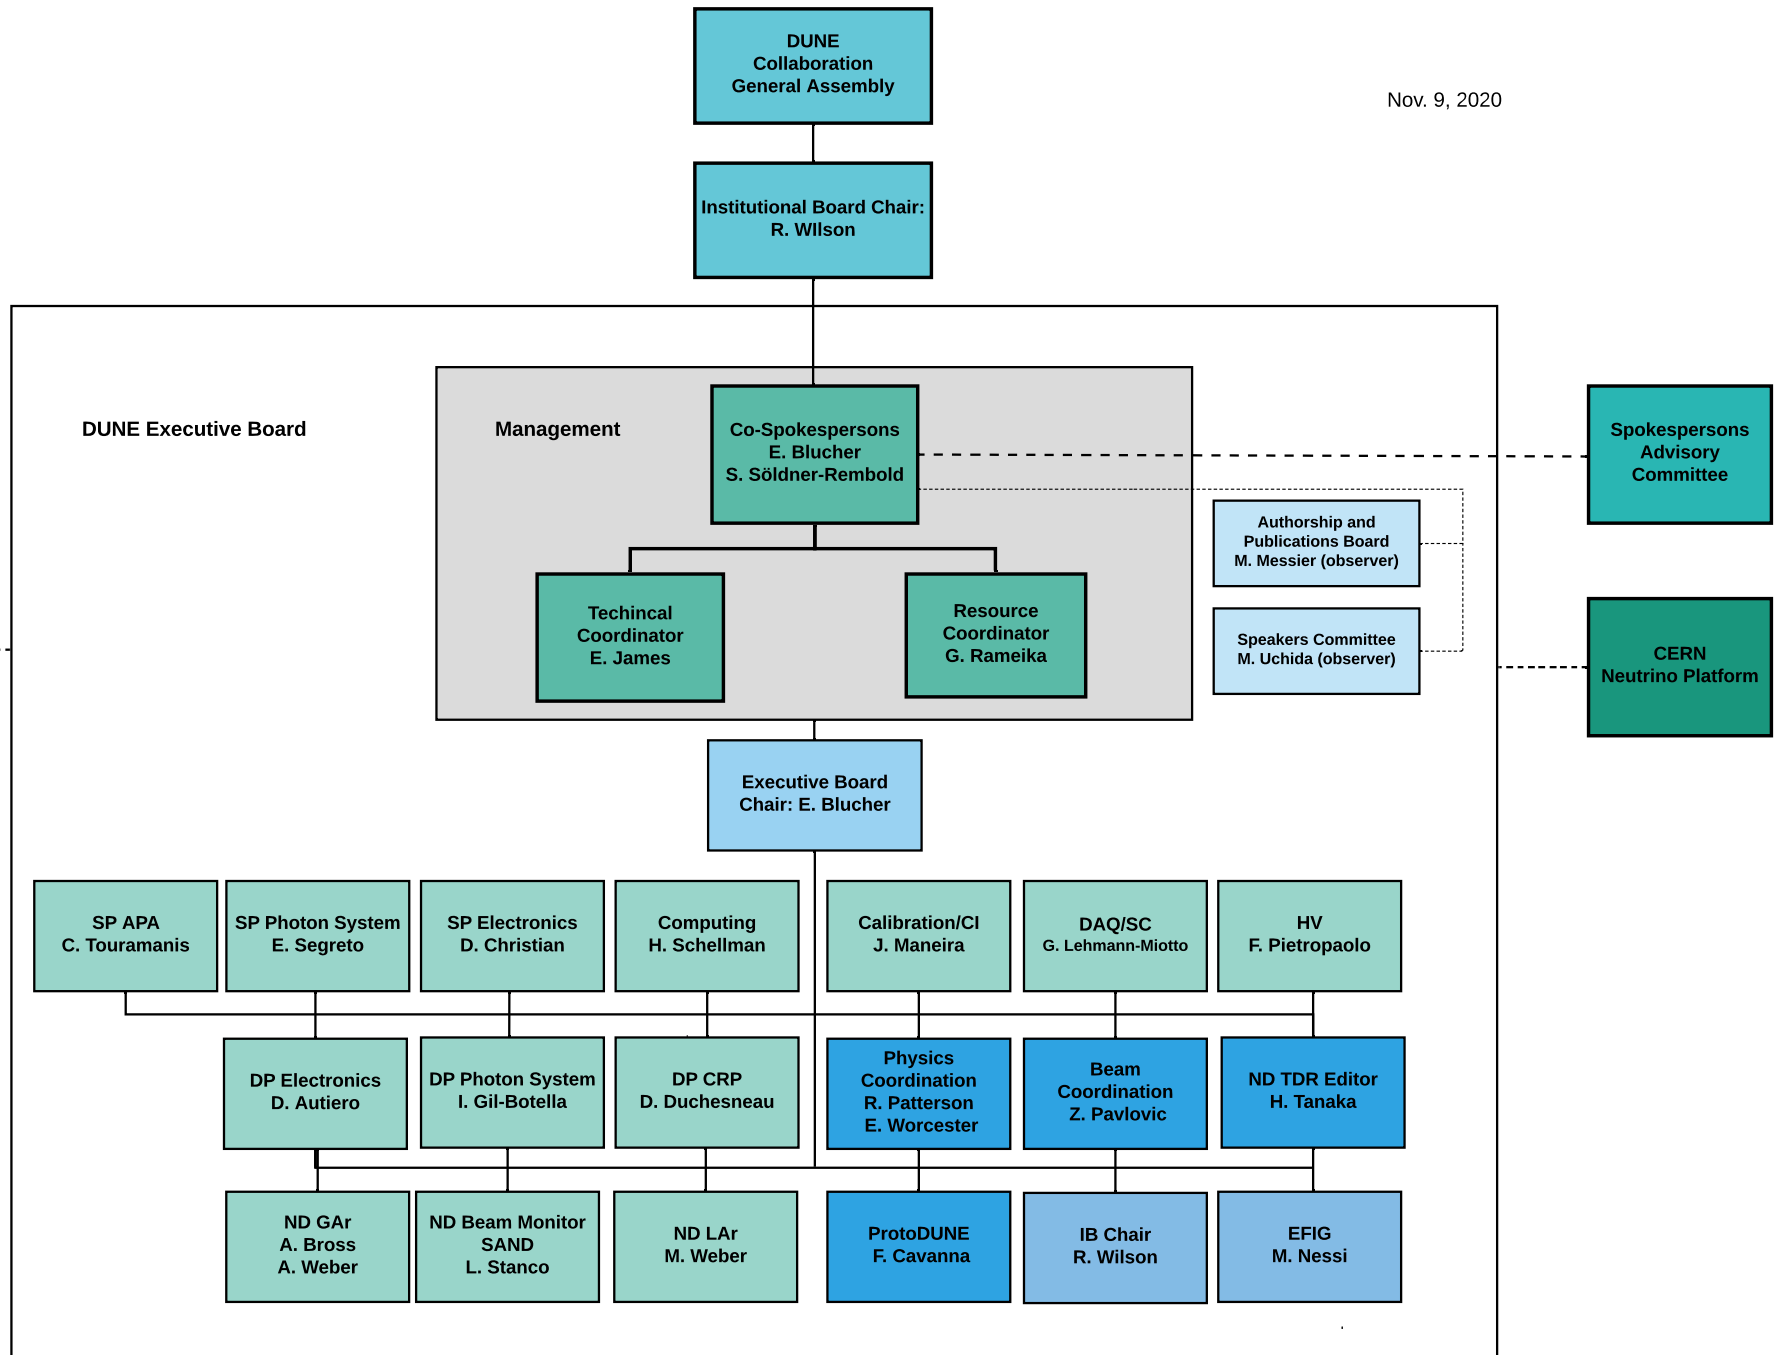 DUNE
Collaboration
General Assembly
Nov. 9, 2020
Institutional Board Chair:
R. WIlson
DUNE Executive Board
Management
Co-Spokespersons
E. Blucher
S. Söldner-Rembold
Spokespersons
Advisory
Committee
Authorship and
Publications Board
M. Messier (observer)
Techincal
Coordinator
E. James
Resource
Coordinator
G. Rameika
Speakers Committee
M. Uchida (observer)
CERN
Neutrino Platform
Executive Board
Chair: E. Blucher
SP APA
C. Touramanis
SP Photon System
E. Segreto
SP Electronics
D. Christian
Computing
H. Schellman
Calibration/CI
J. Maneira
DAQ/SC
G. Lehmann-Miotto
HV
F. Pietropaolo
DP Electronics
D. Autiero
DP Photon System
I. Gil-Botella
DP CRP
D. Duchesneau
Physics
Coordination
R. Patterson
E. Worcester
Beam
Coordination
Z. Pavlovic
ND TDR Editor
H. Tanaka
ND GAr
A. Bross
A. Weber
ND Beam Monitor
SAND
L. Stanco
ND LAr
M. Weber
ProtoDUNE
F. Cavanna
IB Chair
R. Wilson
EFIG
M. Nessi